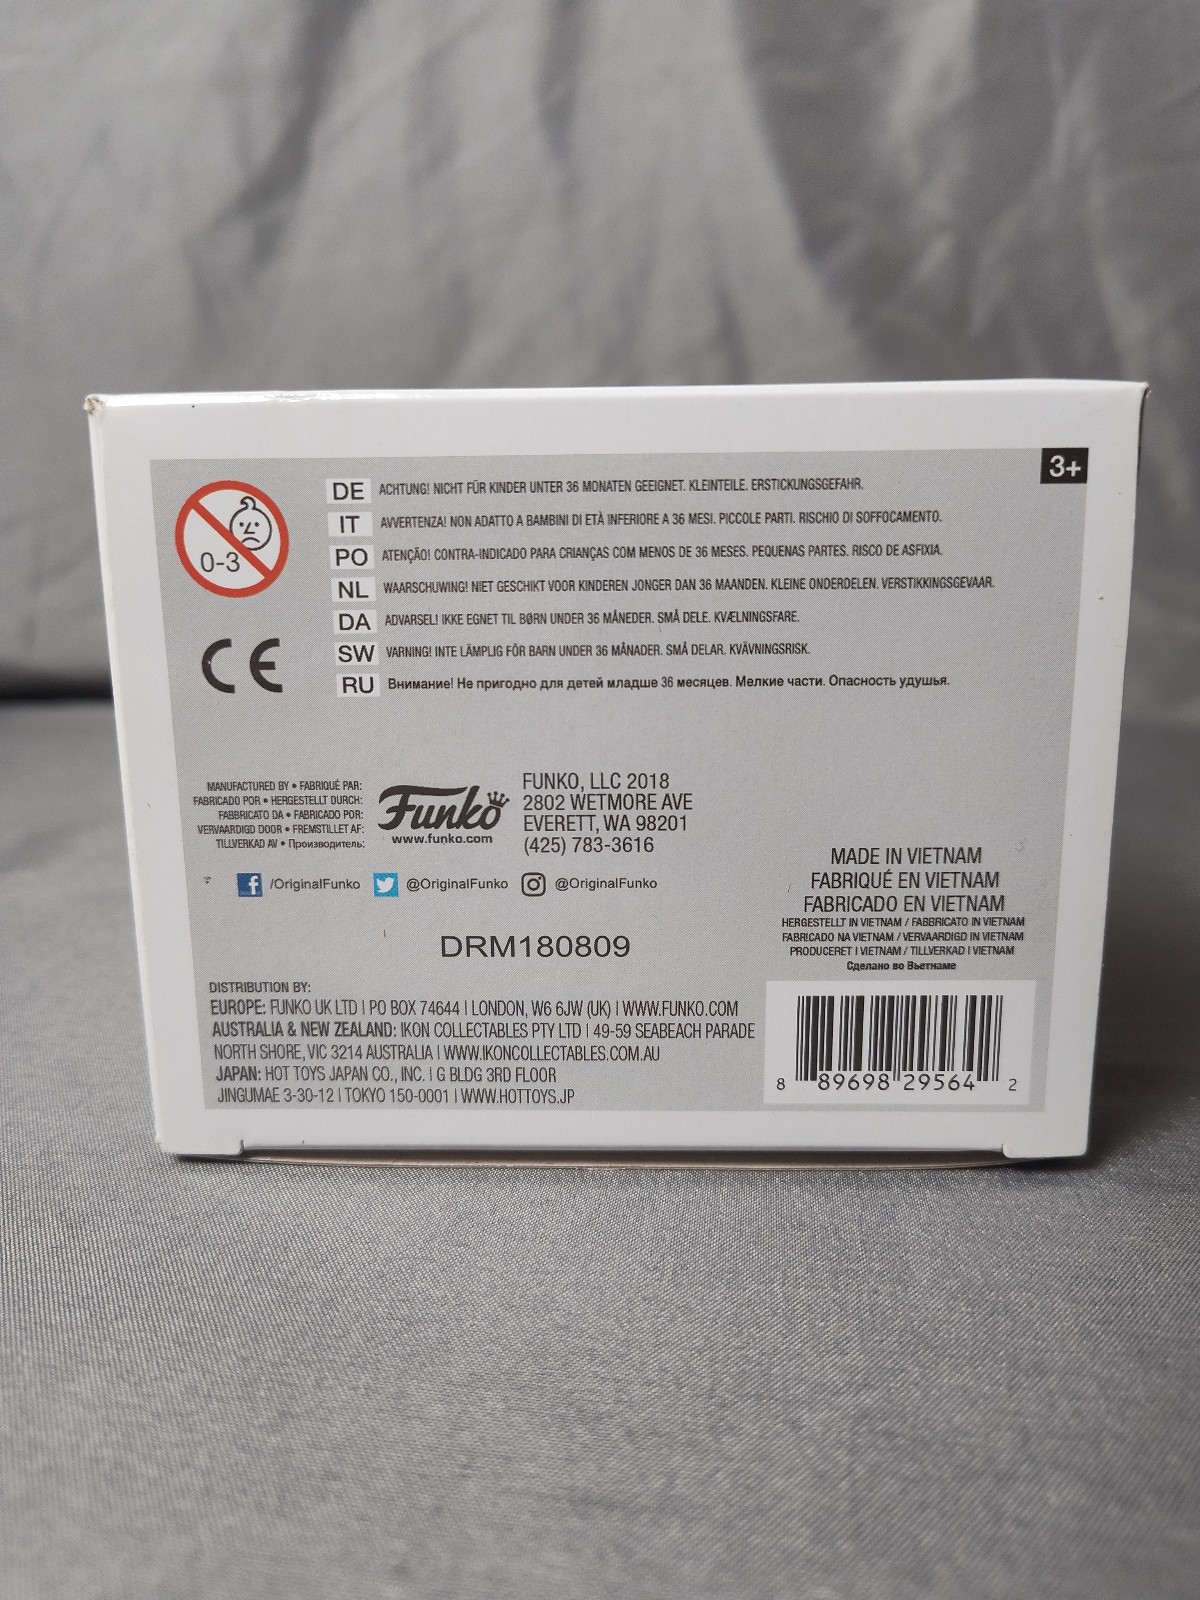 3+
0-3
DE ACHTUNG! NICHT FÜR KINDER UNTER 36 MONATEN GEEIGNET. KLEINTEILE. ERSTICKUNGSGEFAHR.
IT AVVERTENZA! NON ADATTO A BAMBINI DI ETÀ INFERIORE A 36 MESI. PICCOLE PARTI. RISCHIO DI SOFFOCAMENTO.
PO ATENÇÃO! CONTRA-INDICADO PARA CRIANÇAS COM MENOS DE 36 MESES. PEQUENAS PARTES. RISCO DE ASFIXIA.
NL WAARSCHUWING! NIET GESCHIKT VOOR KINDEREN JONGER DAN 36 MAANDEN. KLEINE ONDERDELEN. VERSTIKKINGSGEVAAR.
DA ADVARSEL! IKKE EGNET TIL BØRN UNDER 36 MÅNEDER. SMÅ DELE. KVÆLNINGSFARE.
SW VARNING! INTE LÄMPLIG FÖR BARN UNDER 36 MÅNADER. SMÅ DELAR. KVÄVNINGSRISK.
RU Внимание! Не пригодно для детей младше 36 месяцев. Мелкие части. Опасность удушья.
CE
MANUFACTURED BY • FABRIQUÉ PAR:
FABRICADO POR • HERGESTELLT DURCH:
FABBRICATO DA • FABRICADO POR:
VERVAARDIGD DOOR • FREMSTILLET AF:
TILLVERKAD AV • Производитель:
Funko
www.funko.com
FUNKO, LLC 2018
2802 WETMORE AVE
EVERETT, WA 98201
(425) 783-3616
/OriginalFunko @OriginalFunko @OriginalFunko
DRM180809
MADE IN VIETNAM
FABRIQUÉ EN VIETNAM
FABRICADO EN VIETNAM
HERGESTELLT IN VIETNAM / FABBRICATO IN VIETNAM
FABRICADO NA VIETNAM / VERVAARDIGD IN VIETNAM
PRODUCERET I VIETNAM / TILLVERKAD I VIETNAM
Сделано во Вьетнаме
DISTRIBUTION BY:
EUROPE: FUNKO UK LTD | PO BOX 74644 | LONDON, W6 6JW (UK) | WWW.FUNKO.COM
AUSTRALIA & NEW ZEALAND: IKON COLLECTABLES PTY LTD | 49-59 SEABEACH PARADE
NORTH SHORE, VIC 3214 AUSTRALIA | WWW.IKONCOLLECTABLES.COM.AU
JAPAN: HOT TOYS JAPAN CO., INC. | G BLDG 3RD FLOOR
JINGUMAE 3-30-12 | TOKYO 150-0001 | WWW.HOTTOYS.JP
8 89698 29564 2